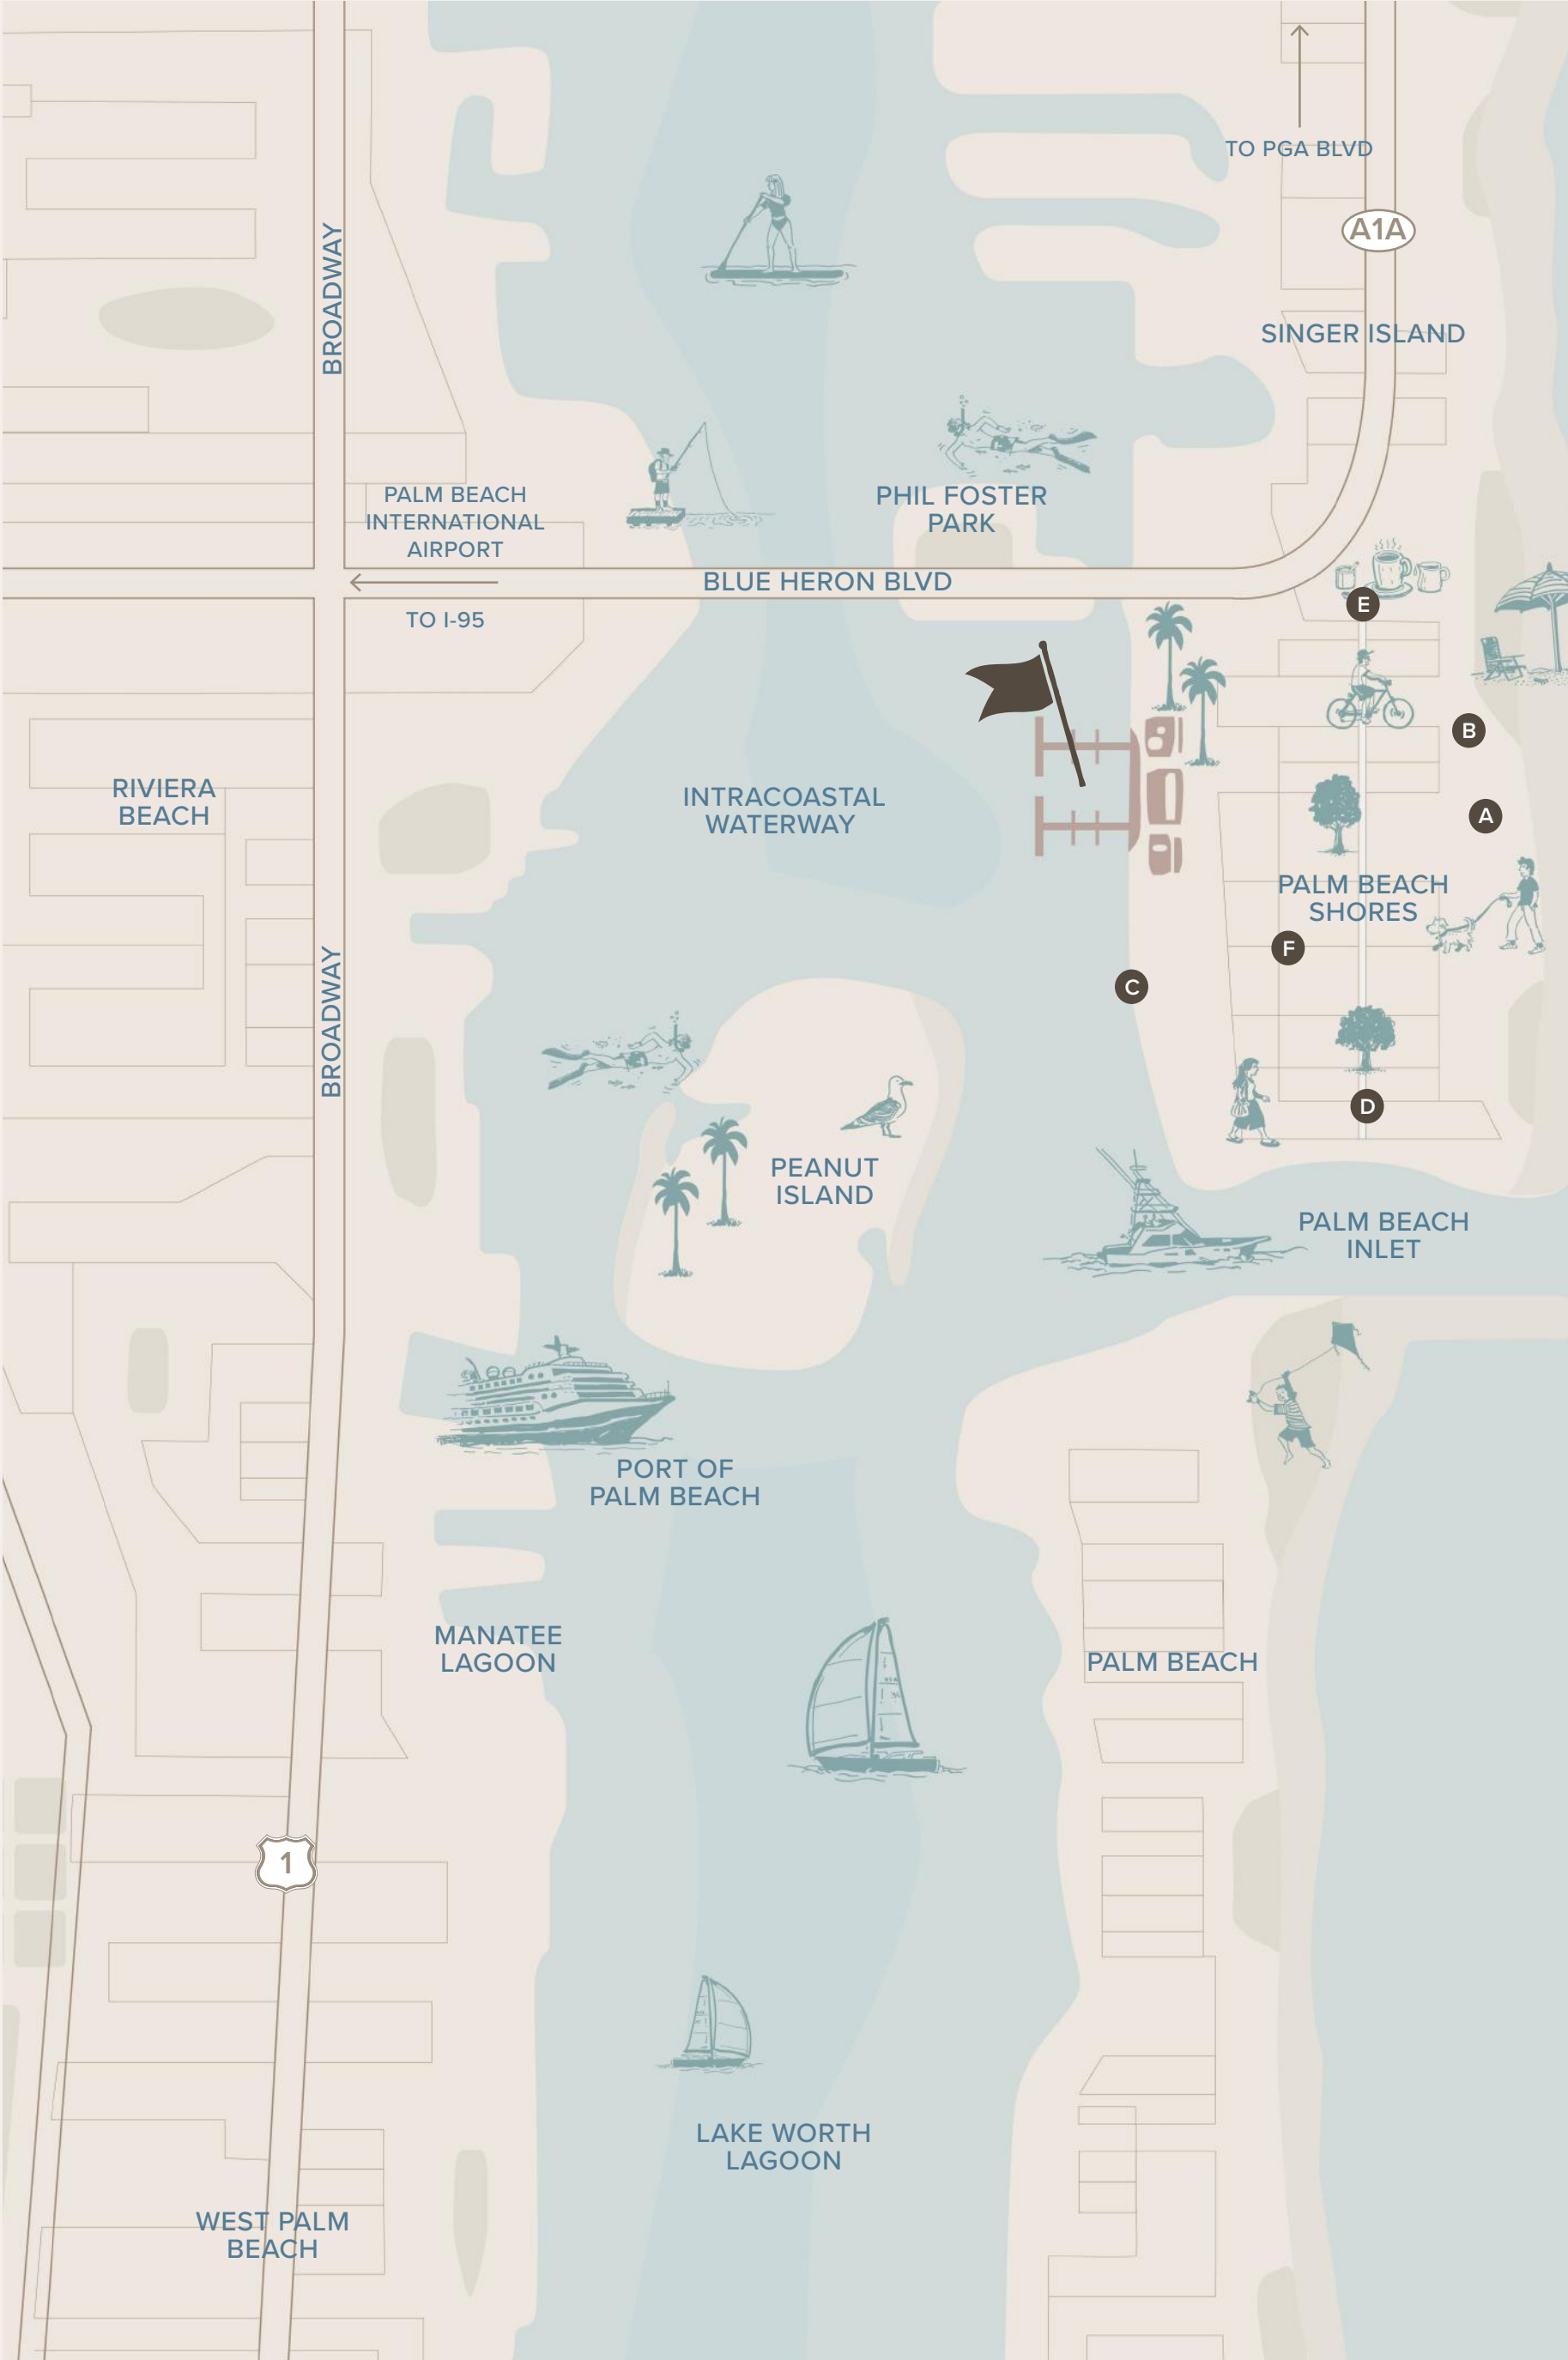 TO PGA BLVD
A1A
BROADWAY
SINGER ISLAND
PALM BEACH
INTERNATIONAL
AIRPORT
PHIL FOSTER
PARK
BLUE HERON BLVD
TO I-95
E
B
RIVIERA
BEACH
INTRACOASTAL
WATERWAY
A
PALM BEACH
SHORES
F
C
BROADWAY
D
PEANUT
ISLAND
PALM BEACH
INLET
PORT OF
PALM BEACH
MANATEE
LAGOON
PALM BEACH
1
LAKE WORTH
LAGOON
WEST PALM
BEACH